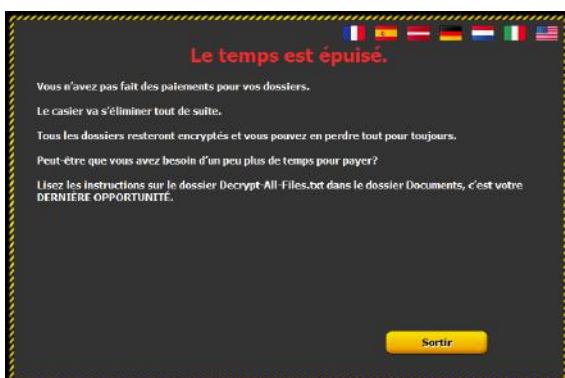 Le temps est épuisé.
Vous n'avez pas fait des paiements pour vos dossiers.
Le casier va s'éliminer tout de suite.
Tous les dossiers resteront encryptés et vous pouvez en perdre tout pour toujours.
Peut-être que vous avez besoin d'un peu plus de temps pour payer?
Lisez les instructions sur le dossier Decrypt-All-Files.txt dans le dossier Documents, c'est votre
DERNIÈRE OPPORTUNITÉ.
Sortir